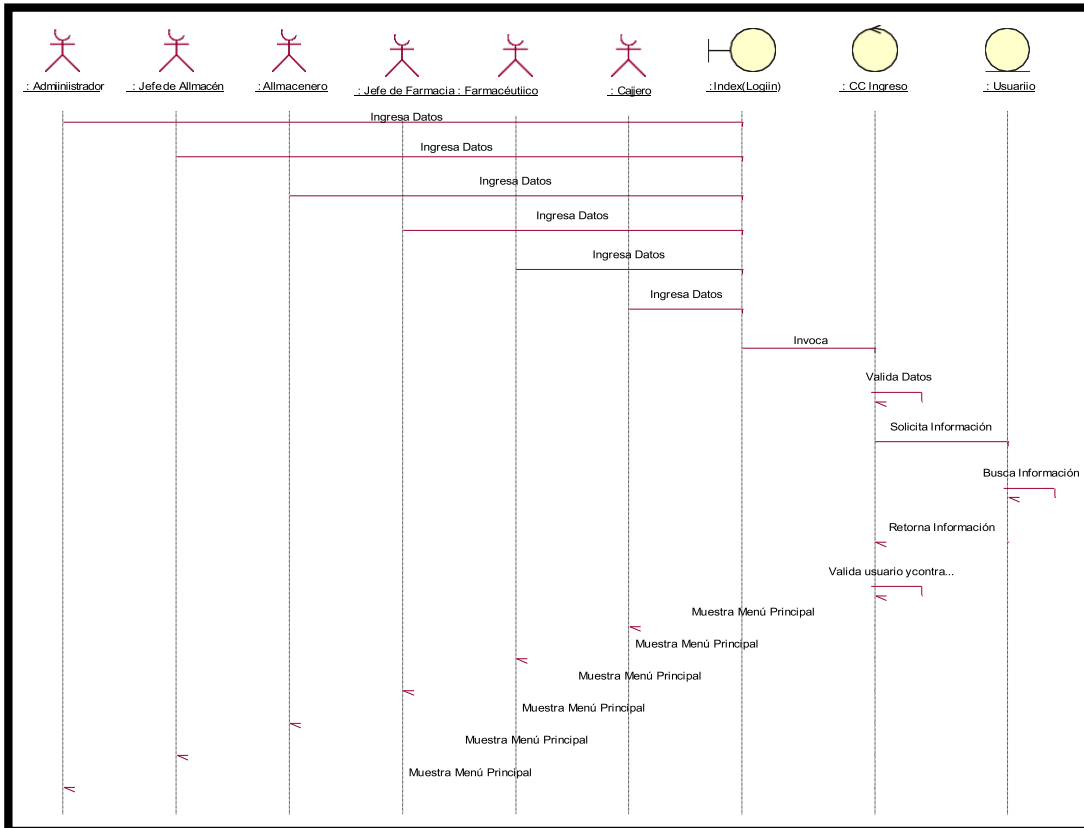 : Admiiniistrador
: Jefe de Allmacén
: Allmacenero
: Jefe de Farmacia
: Farmacéutiico
: Cajjero
: Index(Logiin)
: CC Ingreso
: Usuariio
Ingresa Datos
Ingresa Datos
Ingresa Datos
Ingresa Datos
Ingresa Datos
Ingresa Datos
Invoca
Valida Datos
Solicita Información
Busca Información
Retorna Información
Valida usuario ycontra...
Muestra Menú Principal
Muestra Menú Principal
Muestra Menú Principal
Muestra Menú Principal
Muestra Menú Principal
Muestra Menú Principal